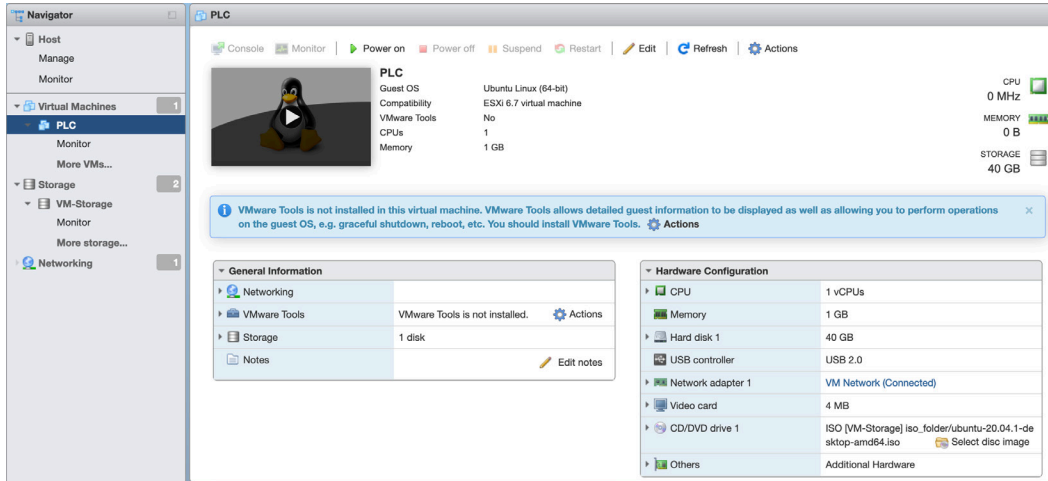 Navigator
Host
Manage
Monitor
Virtual Machines 1
PLC
Monitor
More VMs...
Storage 2
VM-Storage
Monitor
More storage...
Networking 1
PLC
Console Monitor Power on Power off Suspend Restart Edit Refresh Actions
PLC
Guest OS Ubuntu Linux (64-bit)
Compatibility ESXi 6.7 virtual machine
VMware Tools No
CPUs 1
Memory 1 GB
CPU
0 MHz
MEMORY
0 B
STORAGE
40 GB
VMware Tools is not installed in this virtual machine. VMware Tools allows detailed guest information to be displayed as well as allowing you to perform operations
on the guest OS, e.g. graceful shutdown, reboot, etc. You should install VMware Tools. Actions
General Information
Networking
VMware Tools VMware Tools is not installed. Actions
Storage 1 disk
Notes Edit notes
Hardware Configuration
CPU 1 vCPUs
Memory 1 GB
Hard disk 1 40 GB
USB controller USB 2.0
Network adapter 1 VM Network (Connected)
Video card 4 MB
CD/DVD drive 1 ISO [VM-Storage] iso_folder/ubuntu-20.04.1-de
sktop-amd64.iso Select disc image
Others Additional Hardware